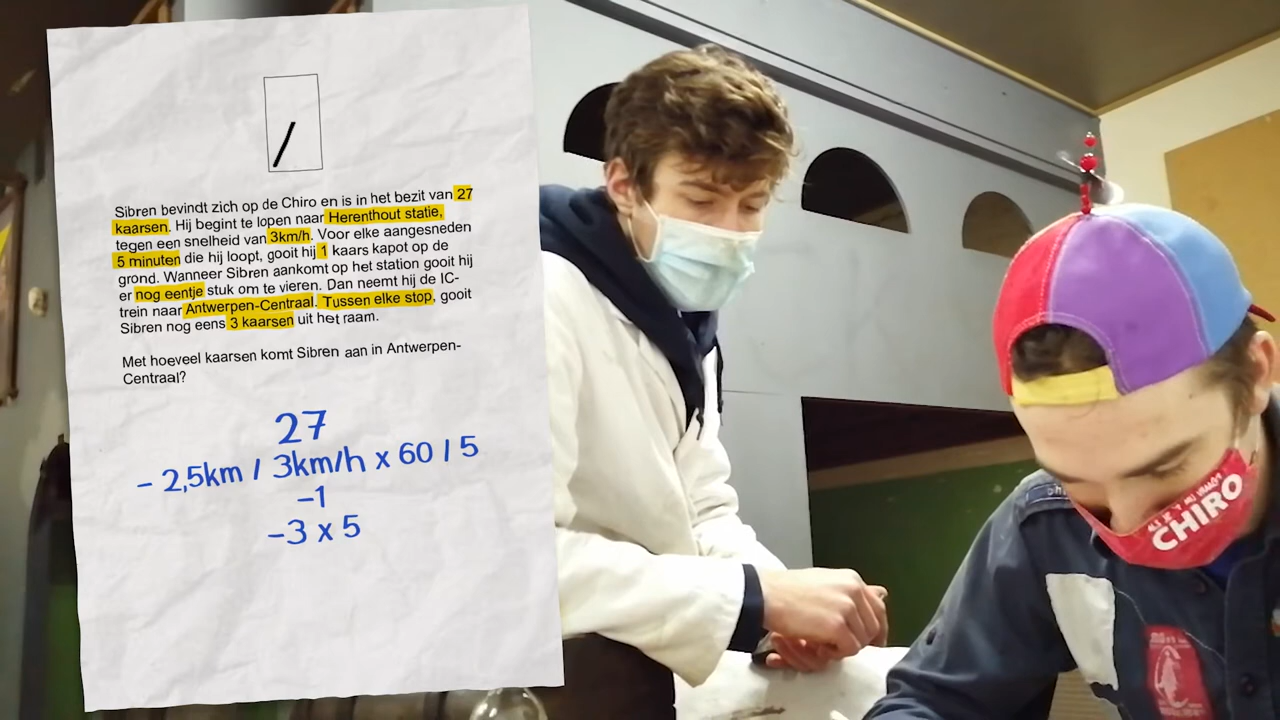 /
Sibren bevindt zich op de Chiro en is in het bezit van 27
kaarsen. Hij begint te lopen naar Herenthout statie,
tegen een snelheid van 3km/h. Voor elke aangesneden
5 minuten die hij loopt, gooit hij 1 kaars kapot op de
grond. Wanneer Sibren aankomt op het station gooit hij
er nog eentje stuk om te vieren. Dan neemt hij de IC-
trein naar Antwerpen-Centraal. Tussen elke stop, gooit
Sibren nog eens 3 kaarsen uit het raam.
Met hoeveel kaarsen komt Sibren aan in Antwerpen-
Centraal?
27
- 2,5km / 3km/h x 60 / 5
-1
-3 x 5
ALS JE 'T MIJ VRAAGT
CHIRO